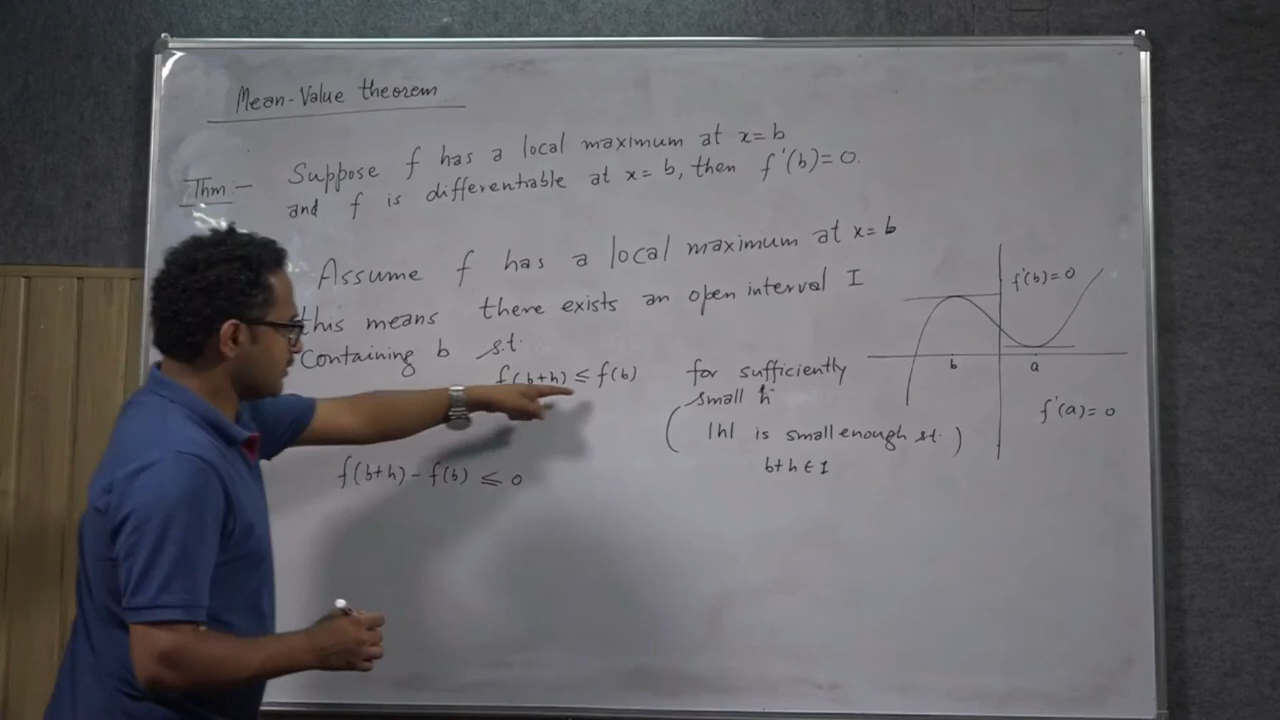 Mean-Value theorem
Thm:- Suppose f has a local maximum at x=b
and f is differentiable at x=b, then f'(b)=0.
Assume f has a local maximum at x=b
this means there exists an open interval I
Containing b s.t.
f(b+h) ≤ f(b) for sufficiently
small h
( |h| is small enough s.t. )
b+h ∈ I
f(b+h) - f(b) ≤ 0
f'(b)=0
b
a
f'(a)=0